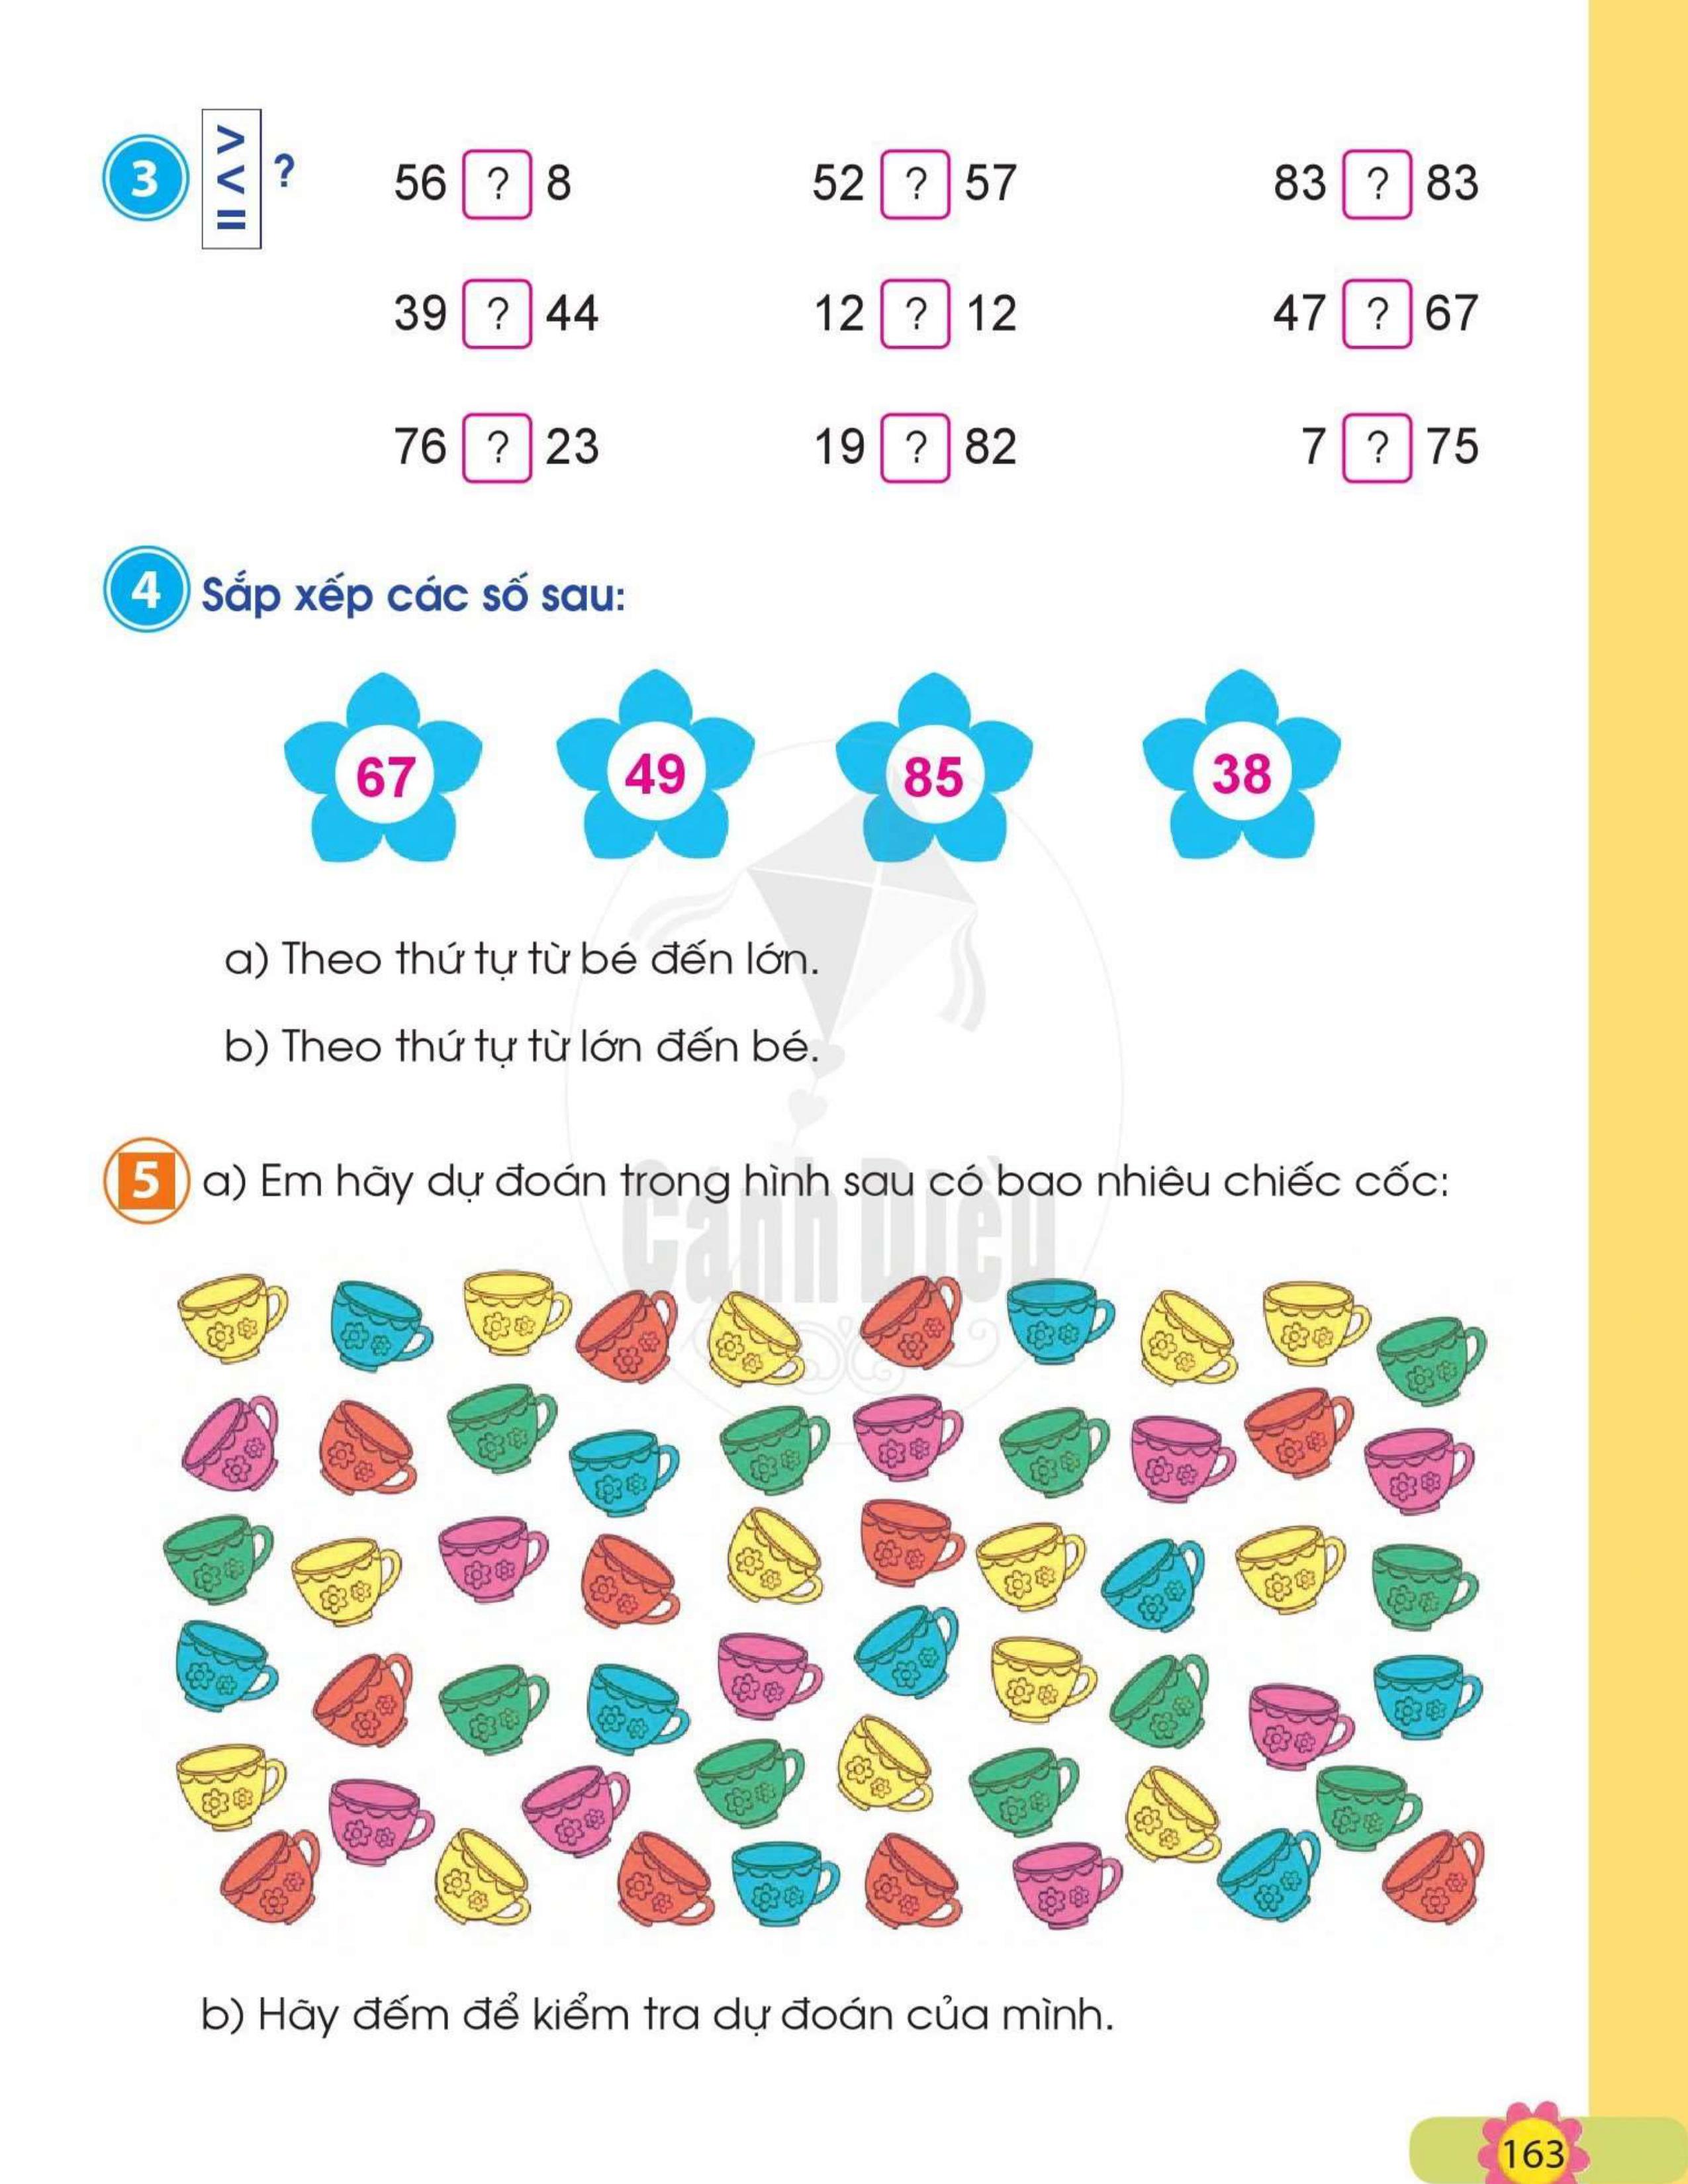 3 > < = ? 56 ? 8 52 ? 57 83 ? 83
39 ? 44 12 ? 12 47 ? 67
76 ? 23 19 ? 82 7 ? 75
4 Sắp xếp các số sau:
67 49 85 38
a) Theo thứ tự từ bé đến lớn.
b) Theo thứ tự từ lớn đến bé.
5 a) Em hãy dự đoán trong hình sau có bao nhiêu chiếc cốc:
Cánh Diều
b) Hãy đếm để kiểm tra dự đoán của mình.
163